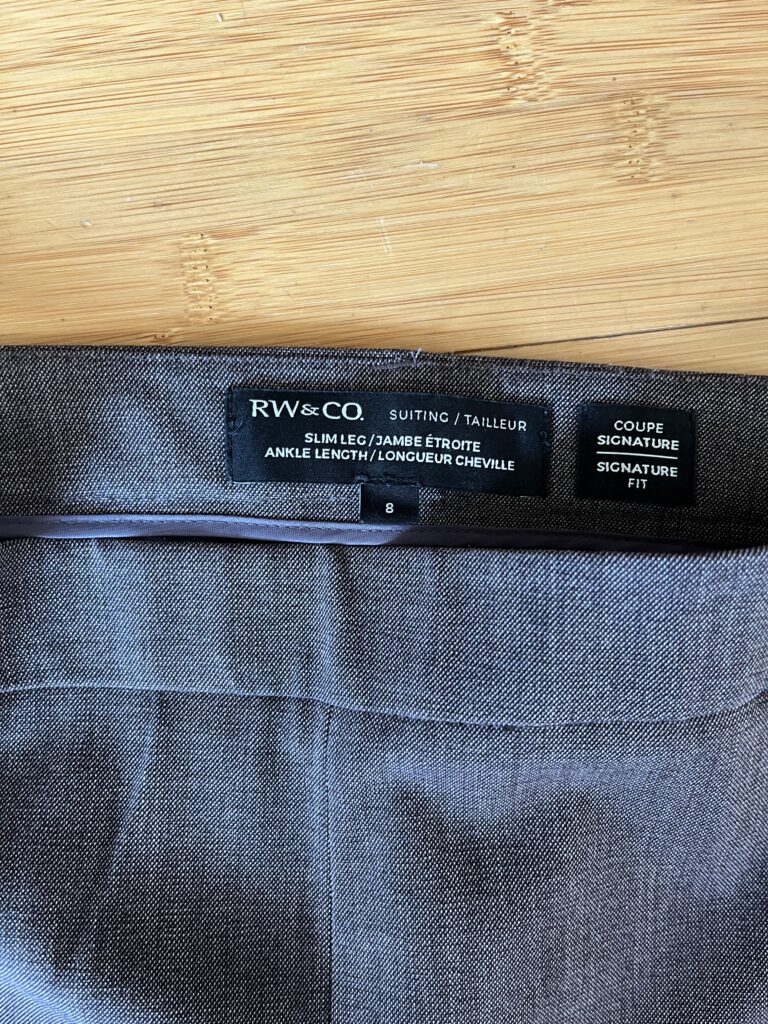 RW&CO. SUITING / TAILLEUR
SLIM LEG / JAMBE ÉTROITE
ANKLE LENGTH / LONGUEUR CHEVILLE
8
COUPE
SIGNATURE
SIGNATURE
FIT